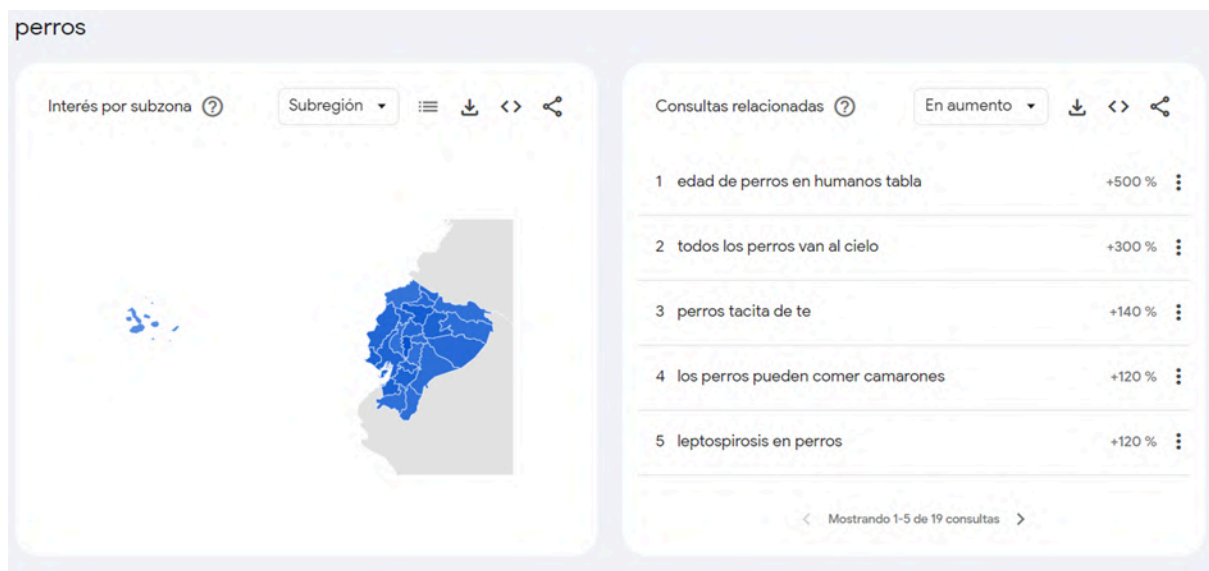 perros
Interés por subzona
Subregión
Consultas relacionadas
En aumento
1 edad de perros en humanos tabla +500 %
2 todos los perros van al cielo +300 %
3 perros tacita de te +140 %
4 los perros pueden comer camarones +120 %
5 leptospirosis en perros +120 %
Mostrando 1-5 de 19 consultas